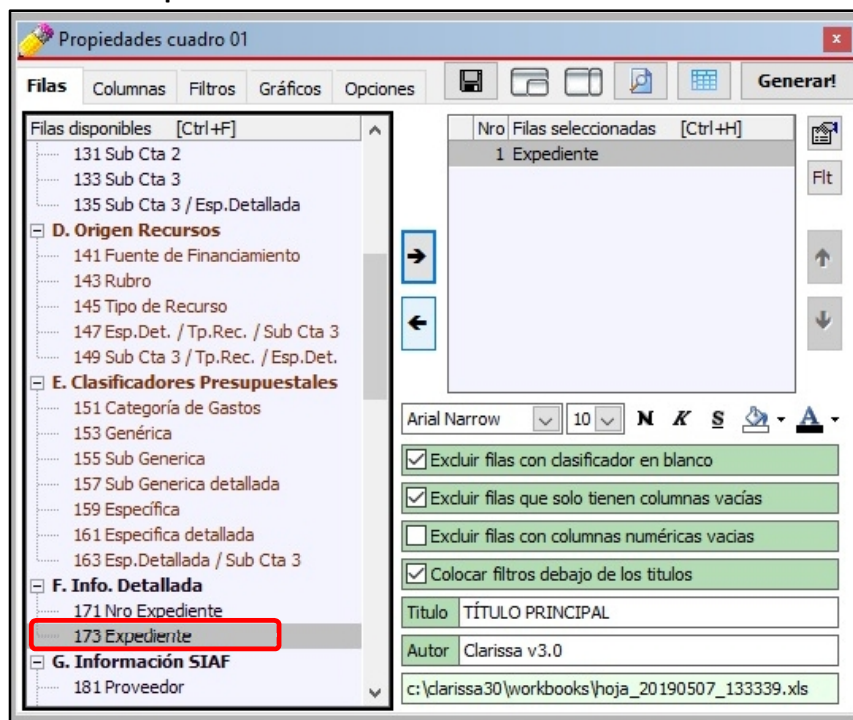 Propiedades cuadro 01
x
Filas Columnas Filtros Gráficos Opciones Generar!
Filas disponibles [Ctrl+F]
131 Sub Cta 2
133 Sub Cta 3
135 Sub Cta 3 / Esp.Detallada
D. Origen Recursos
141 Fuente de Financiamiento
143 Rubro
145 Tipo de Recurso
147 Esp.Det. / Tp.Rec. / Sub Cta 3
149 Sub Cta 3 / Tp.Rec. / Esp.Det.
E. Clasificadores Presupuestales
151 Categoría de Gastos
153 Genérica
155 Sub Generica
157 Sub Generica detallada
159 Específica
161 Especifica detallada
163 Esp.Detallada / Sub Cta 3
F. Info. Detallada
171 Nro Expediente
173 Expediente
G. Información SIAF
181 Proveedor
Nro Filas seleccionadas [Ctrl+H]
1 Expediente
Flt
Arial Narrow 10 N K S A
Excluir filas con clasificador en blanco
Excluir filas que solo tienen columnas vacías
Excluir filas con columnas numéricas vacias
Colocar filtros debajo de los titulos
Titulo TÍTULO PRINCIPAL
Autor Clarissa v3.0
c:\clarissa30\workbooks\hoja_20190507_133339.xls